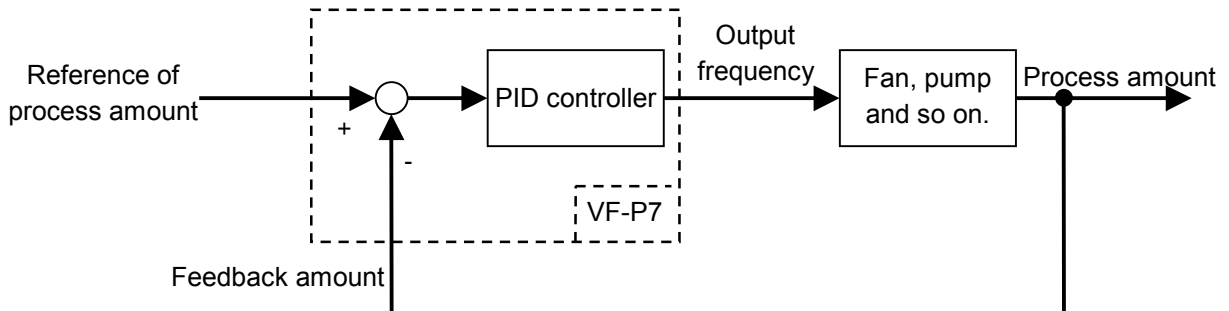 Reference of
process amount
+
-
PID controller
VF-P7
Output
frequency
Fan, pump
and so on.
Process amount
Feedback amount